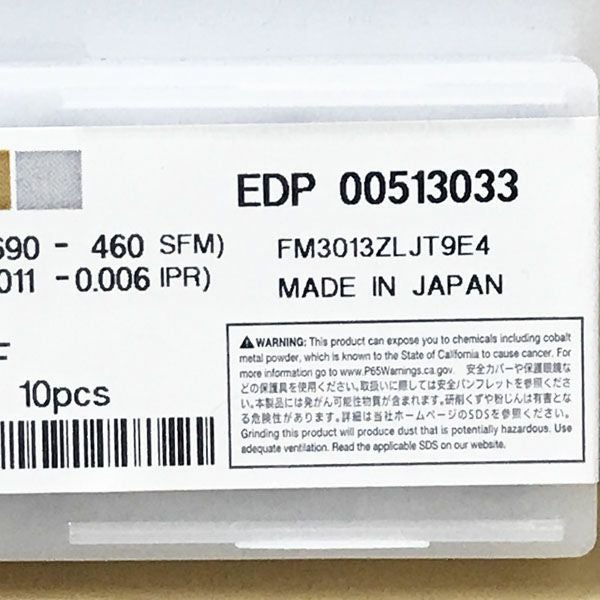 EDP 00513033
690 - 460 SFM)
FM3013ZLJT9E4
011 -0.006 IPR)
MADE IN JAPAN
F
10pcs
⚠WARNING: This product can expose you to chemicals including cobalt
metal powder, which is known to the State of California to cause cancer. For
more information go to www.P65Warnings.ca.gov. 安全カバーや保護眼鏡な
どの保護具を使用ください。取扱いに際しては安全パンフレットを参照くださ
い。本製品には発がん可能性物質が含まれています。研削くずや粉じんは有害とな
る危険性があります。詳細は当社ホームページのSDSを参照ください。
Grinding this product will produce dust that is potentially hazardous. Use
adequate ventilation. Read the applicable SDS on our website.